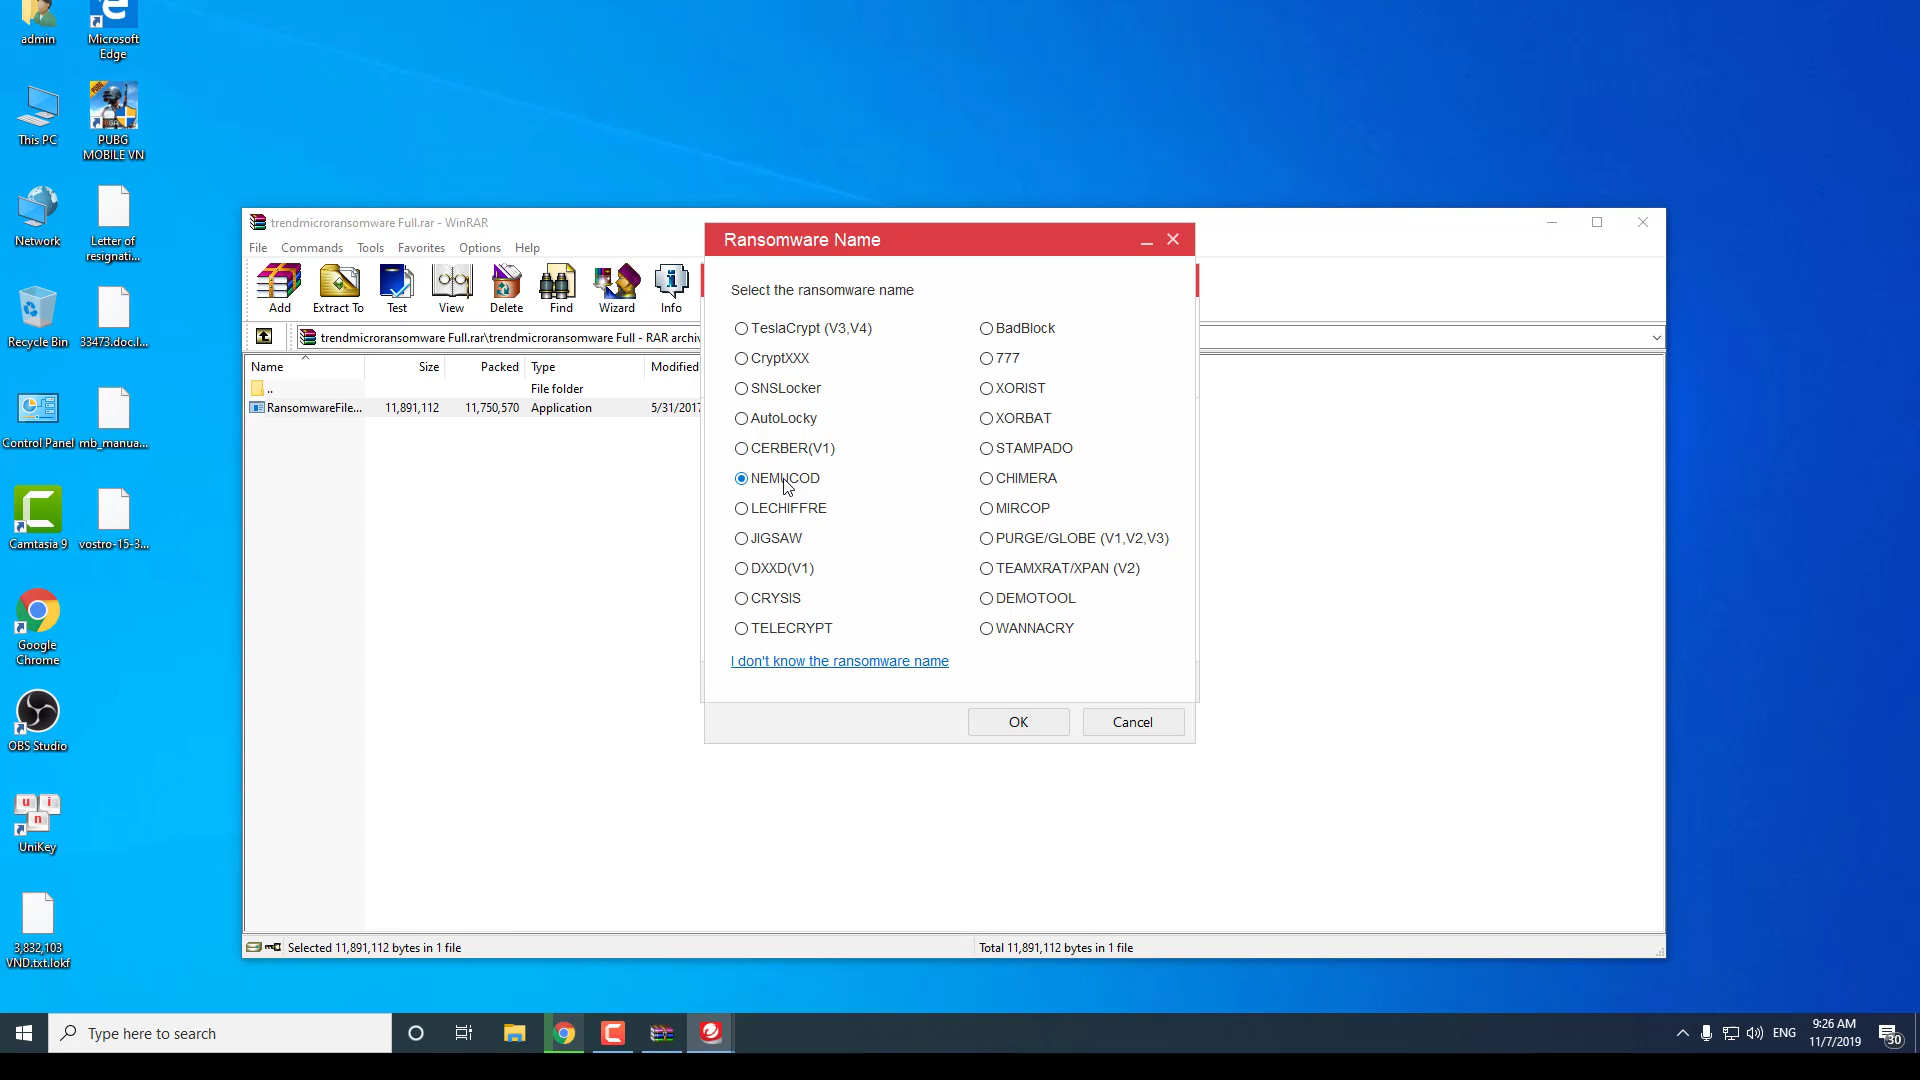 admin
Microsoft
Edge
This PC
PUBG
MOBILE VN
Network
Letter of
resignati...
Recycle Bin
33473.doc.l...
Control Panel
mb_manua...
Camtasia 9
vostro-15-3...
Google
Chrome
OBS Studio
UniKey
3,832,103
VND.txt.lokf
trendmicroransomware Full.rar - WinRAR
File Commands Tools Favorites Options Help
Add Extract To Test View Delete Find Wizard Info
trendmicroransomware Full.rar\trendmicroransomware Full - RAR archiv
Name Size Packed Type Modified
.. File folder
RansomwareFile... 11,891,112 11,750,570 Application 5/31/2017
Selected 11,891,112 bytes in 1 file
Total 11,891,112 bytes in 1 file
Ransomware Name
Select the ransomware name
TeslaCrypt (V3,V4)
BadBlock
CryptXXX
777
SNSLocker
XORIST
AutoLocky
XORBAT
CERBER(V1)
STAMPADO
NEMUCOD
CHIMERA
LECHIFFRE
MIRCOP
JIGSAW
PURGE/GLOBE (V1,V2,V3)
DXXD(V1)
TEAMXRAT/XPAN (V2)
CRYSIS
DEMOTOOL
TELECRYPT
WANNACRY
I don't know the ransomware name
OK
Cancel
Type here to search
ENG
9:26 AM
11/7/2019
30